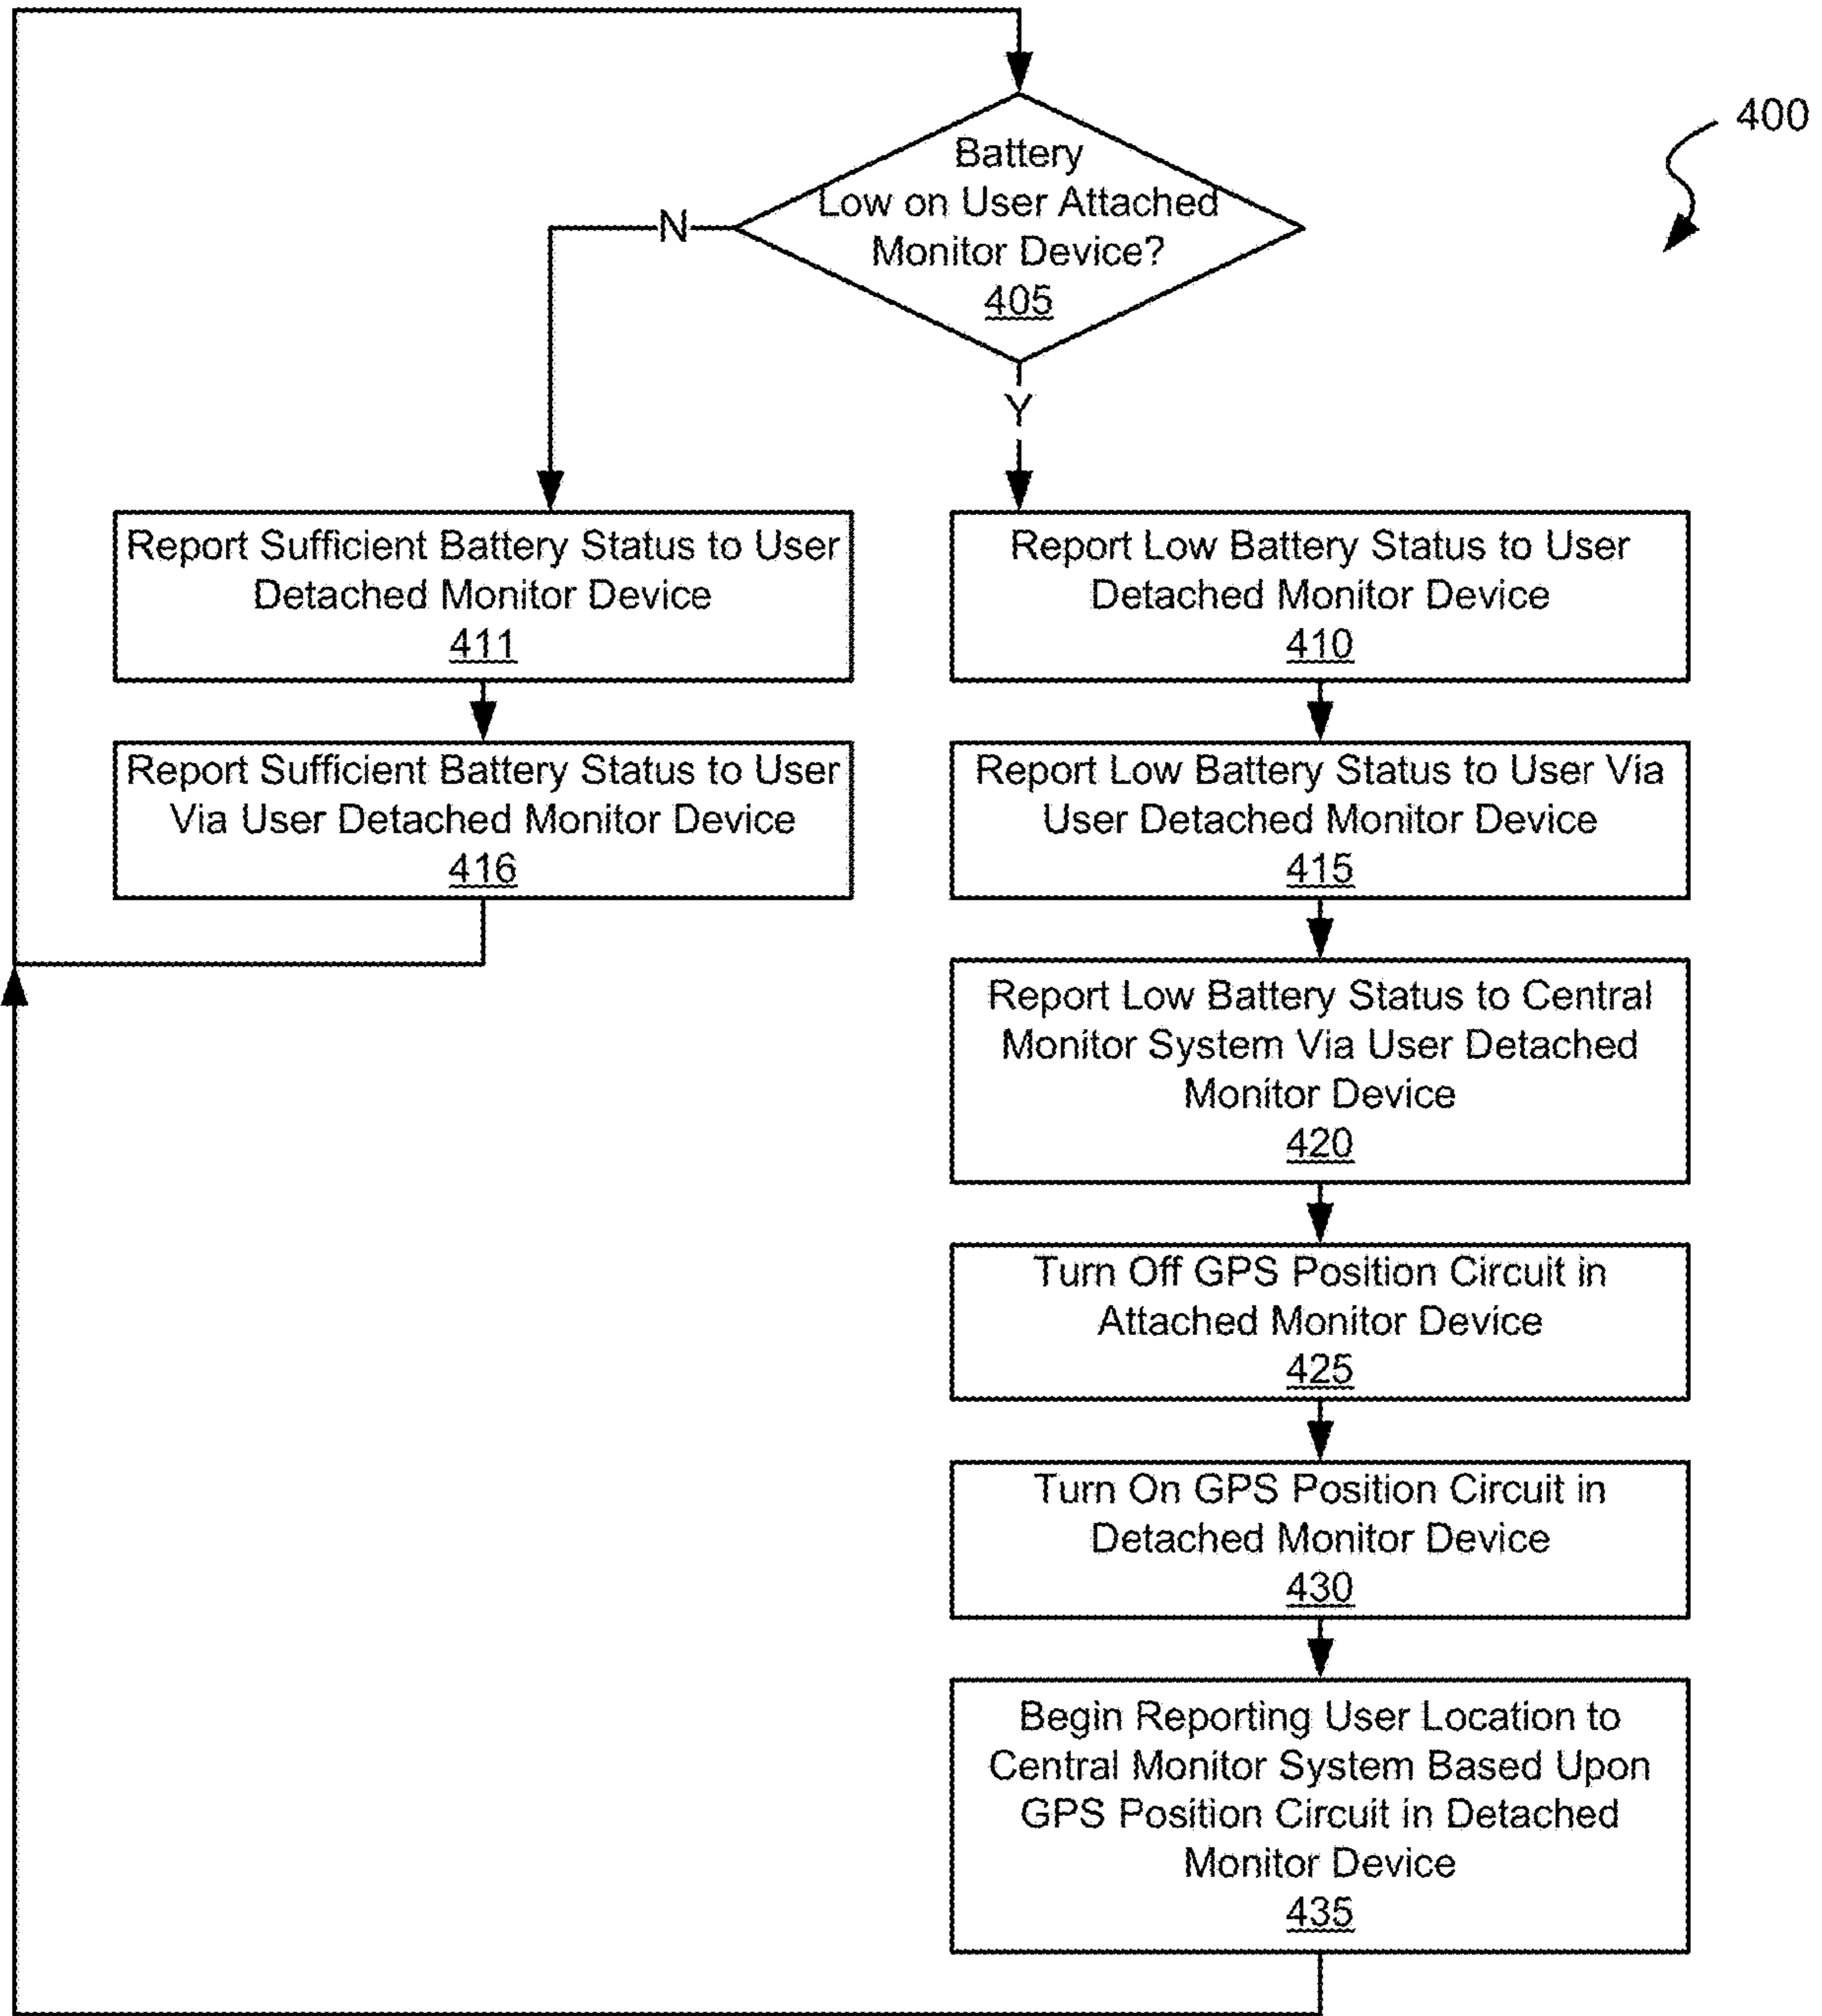 400
Battery
Low on User Attached
Monitor Device?
405
N
Y
Report Sufficient Battery Status to User
Detached Monitor Device
411
Report Sufficient Battery Status to User
Via User Detached Monitor Device
416
Report Low Battery Status to User
Detached Monitor Device
410
Report Low Battery Status to User Via
User Detached Monitor Device
415
Report Low Battery Status to Central
Monitor System Via User Detached
Monitor Device
420
Turn Off GPS Position Circuit in
Attached Monitor Device
425
Turn On GPS Position Circuit in
Detached Monitor Device
430
Begin Reporting User Location to
Central Monitor System Based Upon
GPS Position Circuit in Detached
Monitor Device
435